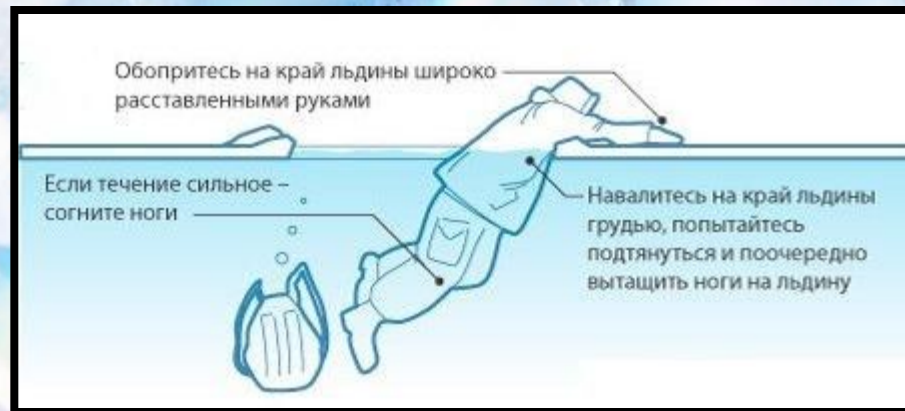 Обопритесь на край льдины широко
расставленными руками
Если течение сильное –
согните ноги
Навалитесь на край льдины
грудью, попытайтесь
подтянуться и поочередно
вытащить ноги на льдину